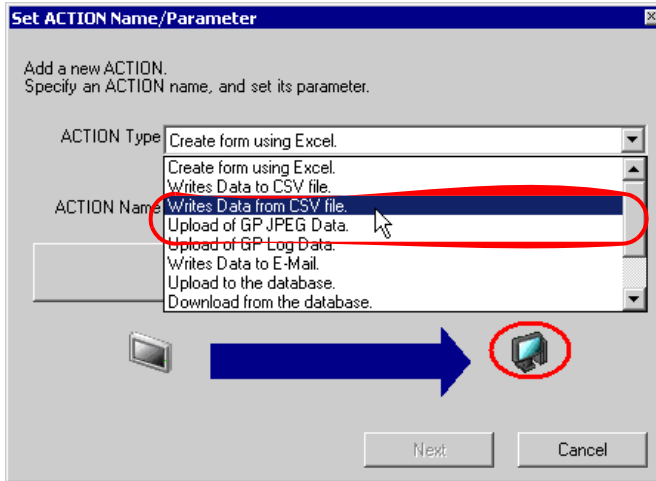 Set ACTION Name/Parameter
Add a new ACTION.
Specify an ACTION name, and set its parameter.
ACTION Type
Create form using Excel.
Create form using Excel.
Writes Data to CSV file.
ACTION Name
Writes Data from CSV file.
Upload of GP JPEG Data.
Upload of GP Log Data.
Writes Data to E-Mail.
Upload to the database.
Download from the database.
Next
Cancel